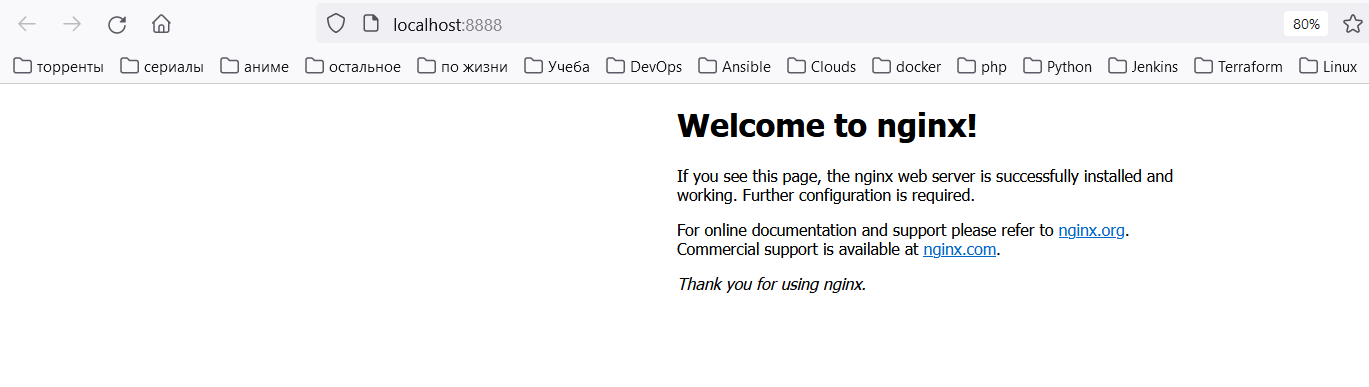 localhost:8888
80%
торренты сериалы аниме остальное по жизни Учеба DevOps Ansible Clouds docker php Python Jenkins Terraform Linux
Welcome to nginx!
If you see this page, the nginx web server is successfully installed and
working. Further configuration is required.
For online documentation and support please refer to nginx.org.
Commercial support is available at nginx.com.
Thank you for using nginx.